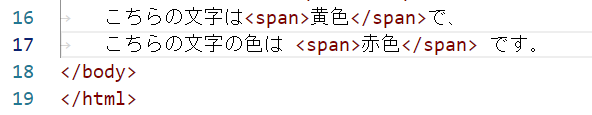 16 こちらの文字は<span>黄色</span>で、
17 こちらの文字の色は <span>赤色</span> です。
18 </body>
19 </html>